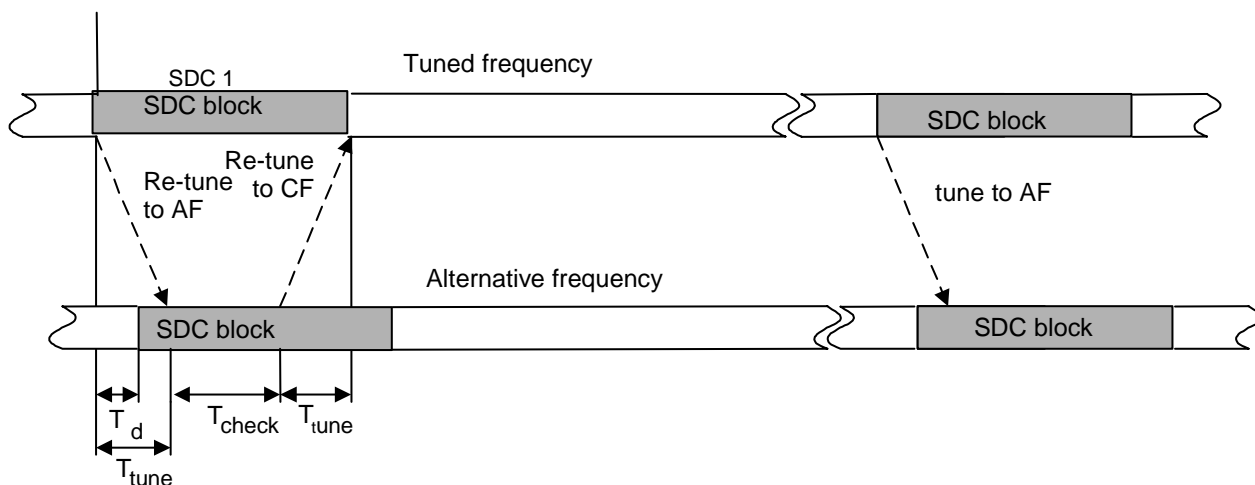 Tuned frequency
SDC 1
SDC block
SDC block
Re-tune
to AF
Re-tune
to CF
tune to AF
Alternative frequency
SDC block
SDC block
T d
T check
T tune
T tune